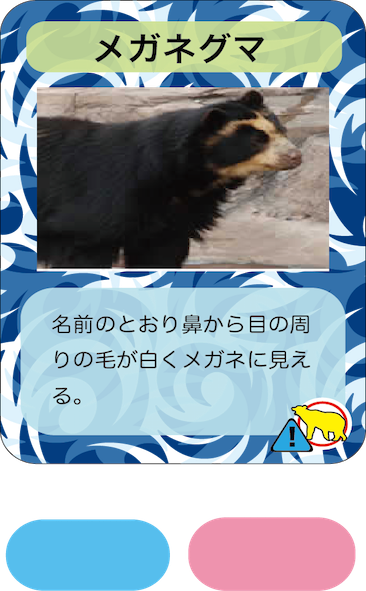 メガネグマ
名前のとおり鼻から目の周
りの毛が白くメガネに見え
る。
!